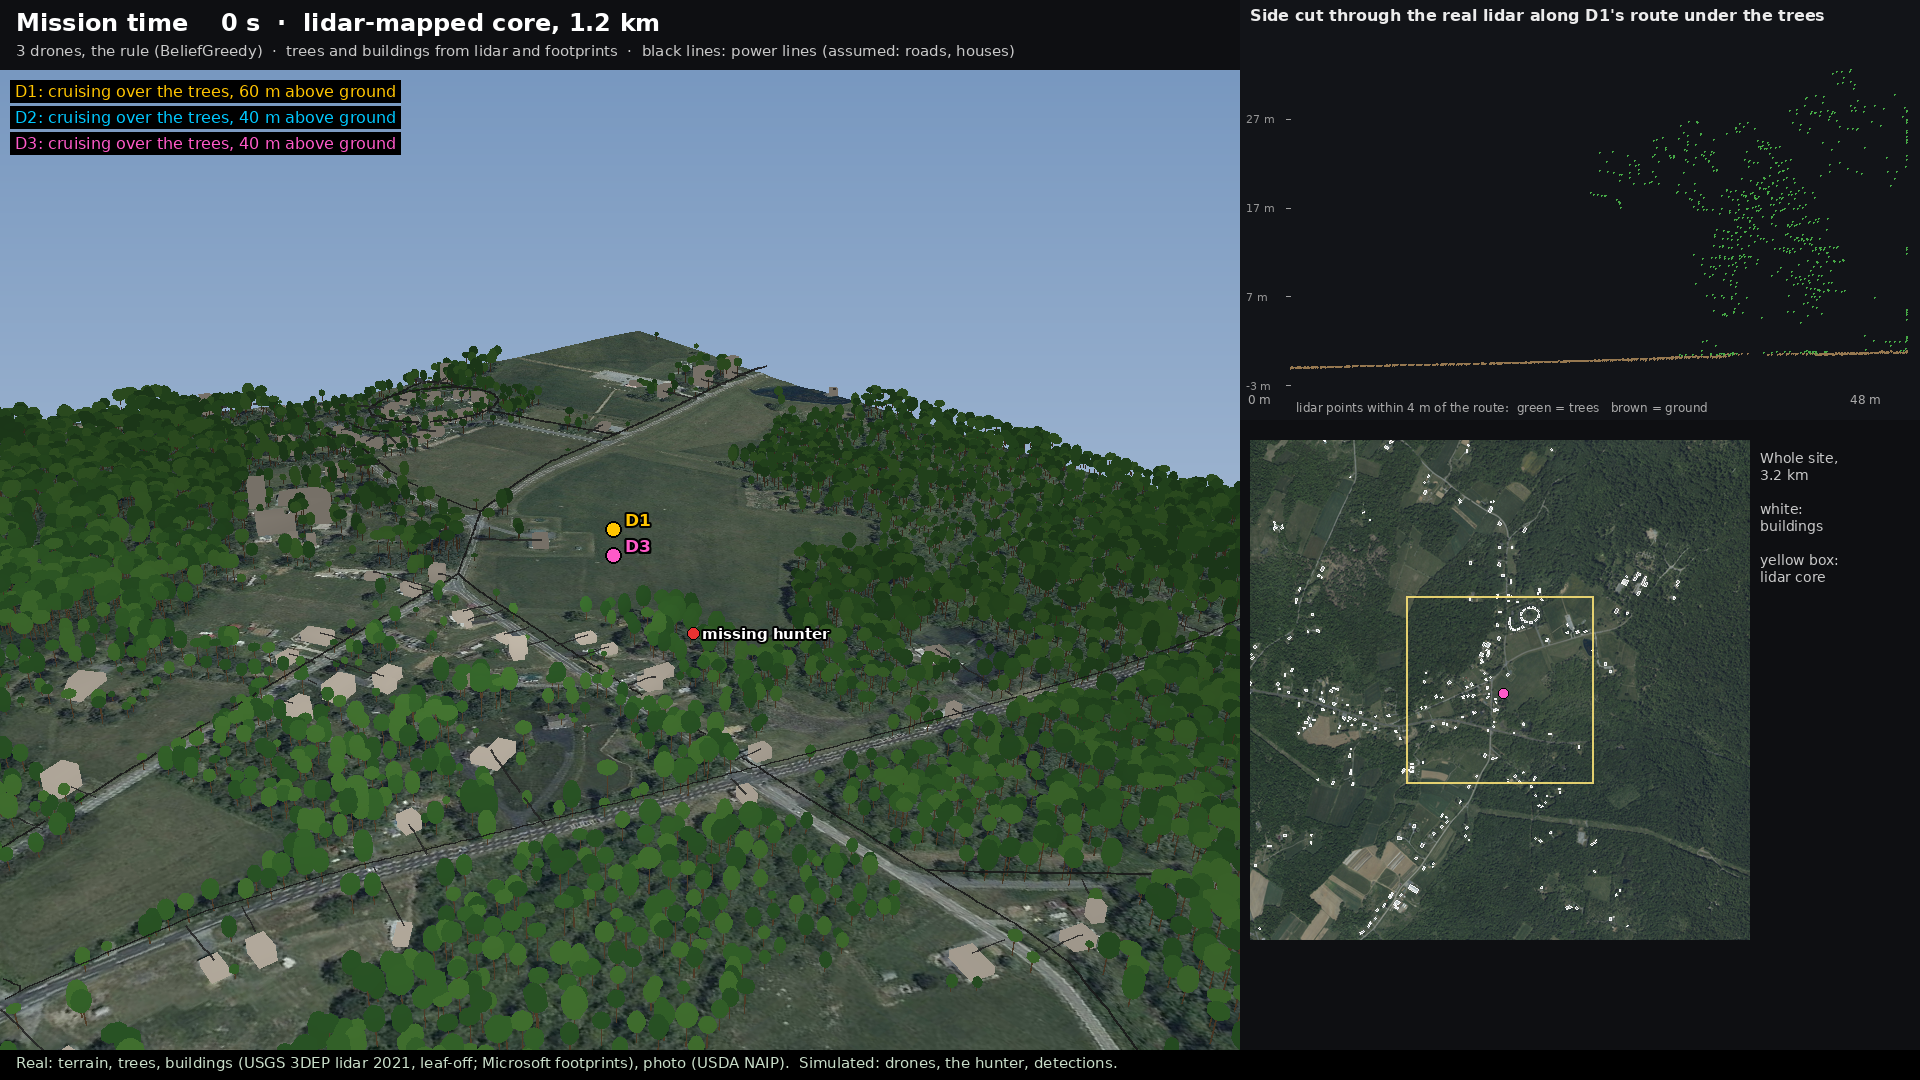 Mission time    0 s  ·  lidar-mapped core, 1.2 km
3 drones, the rule (BeliefGreedy)  ·  trees and buildings from lidar and footprints  ·  black lines: power lines (assumed: roads, houses)
D1: cruising over the trees, 60 m above ground
D2: cruising over the trees, 40 m above ground
D3: cruising over the trees, 40 m above ground
D1
D3
missing hunter
Side cut through the real lidar along D1's route under the trees
27 m
17 m
7 m
-3 m
0 m
48 m
lidar points within 4 m of the route:  green = trees   brown = ground
Whole site,
3.2 km
white:
buildings
yellow box:
lidar core
Real: terrain, trees, buildings (USGS 3DEP lidar 2021, leaf-off; Microsoft footprints), photo (USDA NAIP).  Simulated: drones, the hunter, detections.